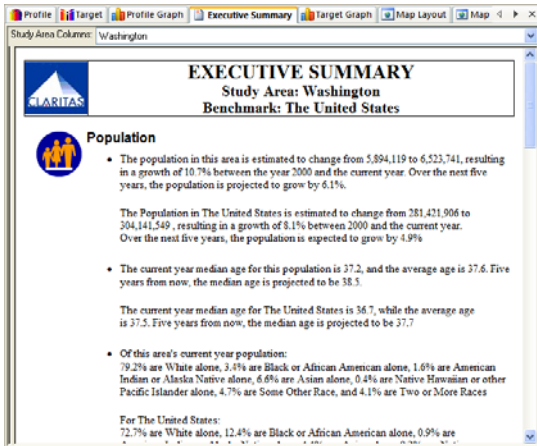 Profile Target Profile Graph Executive Summary Target Graph Map Layout Map
Study Area Columns: Washington
CLARITAS
EXECUTIVE SUMMARY
Study Area: Washington
Benchmark: The United States
Population
• The population in this area is estimated to change from 5,894,119 to 6,523,741, resulting
in a growth of 10.7% between the year 2000 and the current year. Over the next five
years, the population is projected to grow by 6.1%.
The Population in The United States is estimated to change from 281,421,906 to
304,141,549 , resulting in a growth of 8.1% between 2000 and the current year.
Over the next five years, the population is expected to grow by 4.9%
• The current year median age for this population is 37.2, and the average age is 37.6. Five
years from now, the median age is projected to be 38.5.
The current year median age for The United States is 36.7, while the average age
is 37.5. Five years from now, the median age is projected to be 37.7
• Of this area's current year population:
79.2% are White alone, 3.4% are Black or African American alone, 1.6% are American
Indian or Alaska Native alone, 6.6% are Asian alone, 0.4% are Native Hawaiian or other
Pacific Islander alone, 4.7% are Some Other Race, and 4.1% are Two or More Races
For The United States:
72.7% are White alone, 12.4% are Black or African American alone, 0.9% are